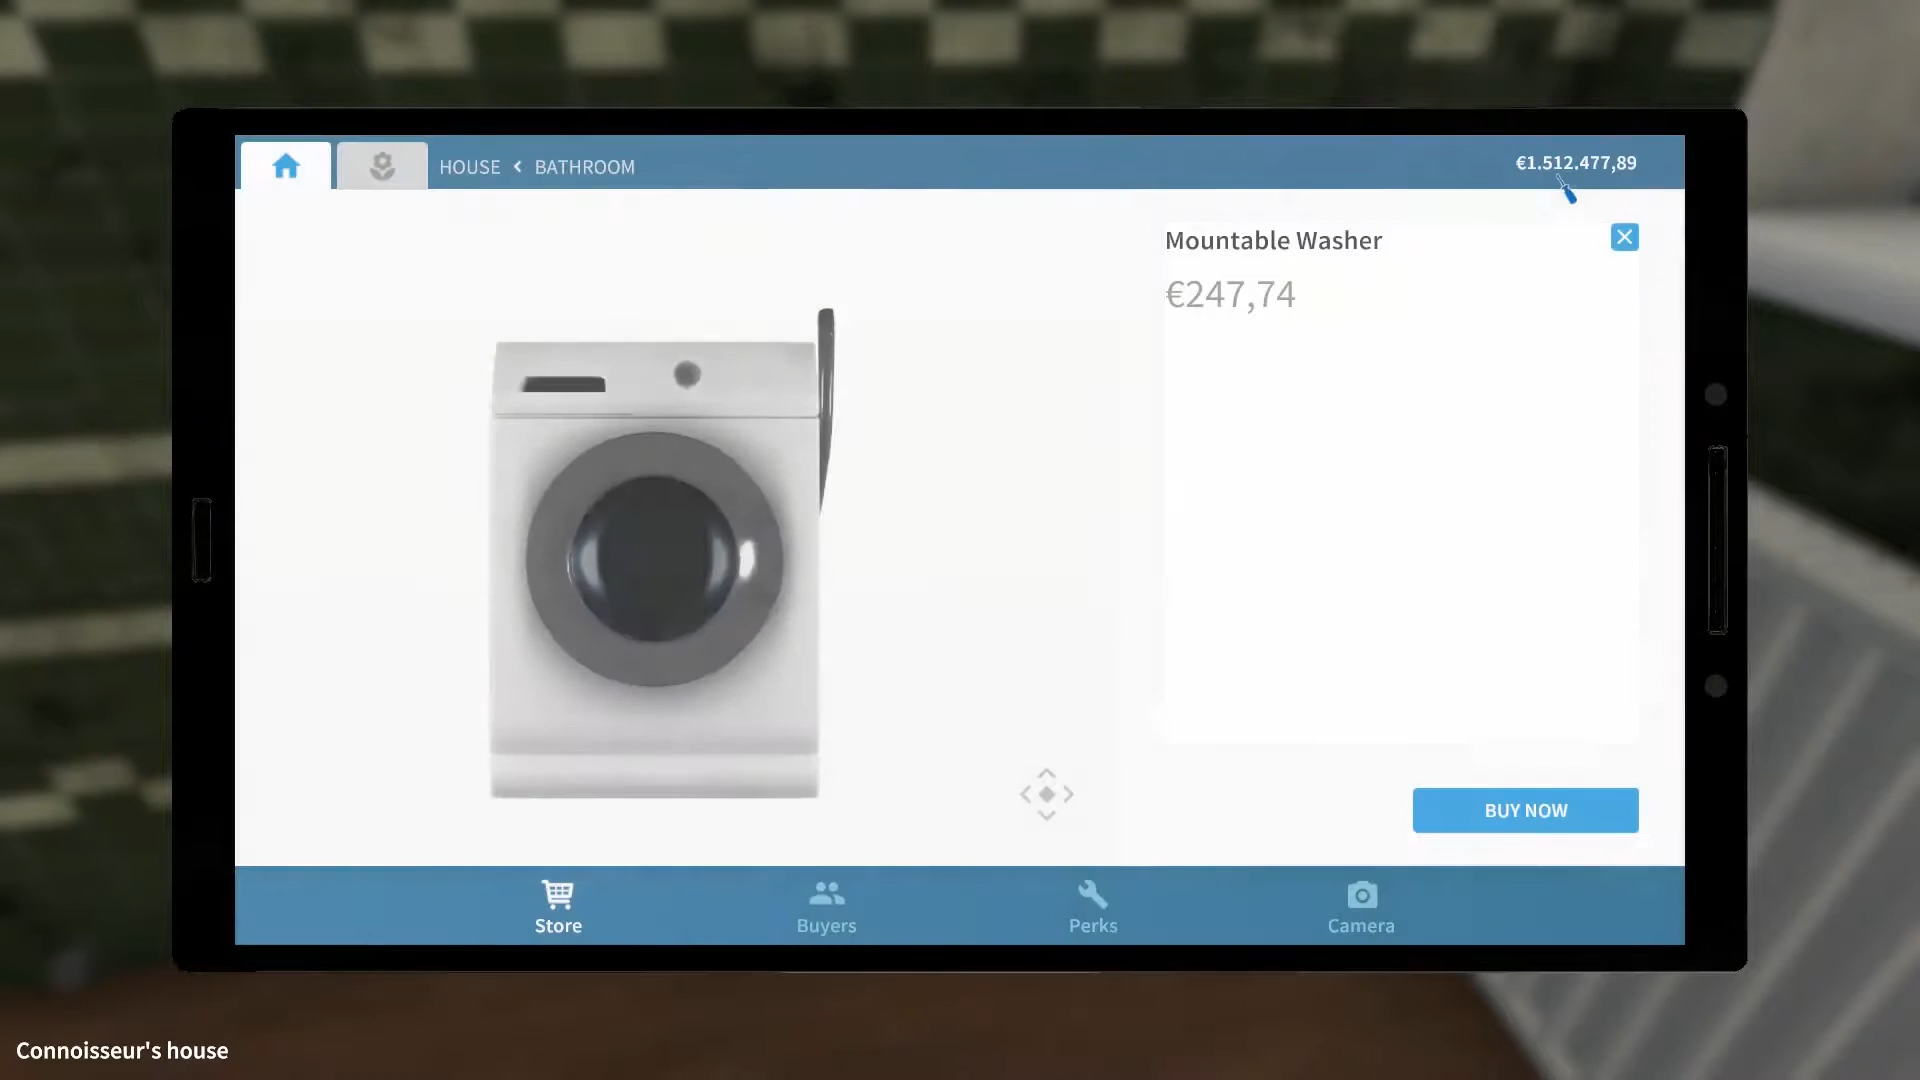 HOUSE < BATHROOM
€1.512.477,89
Mountable Washer
€247,74
BUY NOW
Store
Buyers
Perks
Camera
Connoisseur's house